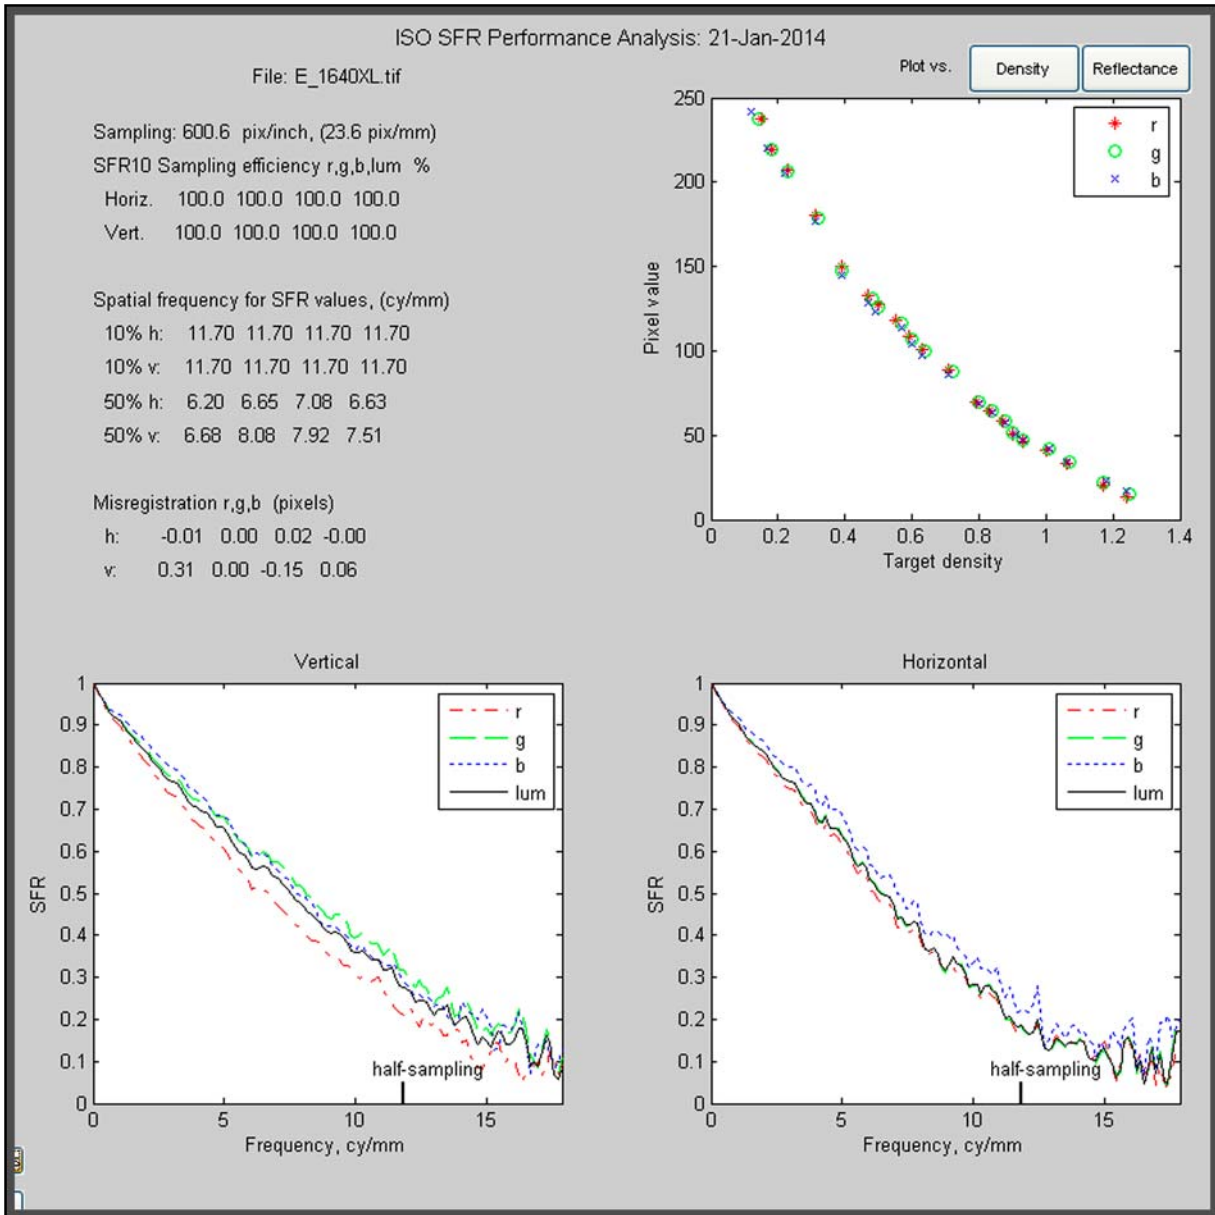 ISO SFR Performance Analysis: 21-Jan-2014
File: E_1640XL.tif
Plot vs. Density Reflectance
Sampling: 600.6 pix/inch, (23.6 pix/mm)
SFR10 Sampling efficiency r,g,b,lum %
Horiz. 100.0 100.0 100.0 100.0
Vert. 100.0 100.0 100.0 100.0
Spatial frequency for SFR values, (cy/mm)
10% h: 11.70 11.70 11.70 11.70
10% v: 11.70 11.70 11.70 11.70
50% h: 6.20 6.65 7.08 6.63
50% v: 6.68 8.08 7.92 7.51
Misregistration r,g,b (pixels)
h: -0.01 0.00 0.02 -0.00
v: 0.31 0.00 -0.15 0.06
250
200
150
100
50
0
Pixel value
r
g
b
0 0.2 0.4 0.6 0.8 1 1.2 1.4
Target density
Vertical
1
0.9
0.8
0.7
0.6
0.5
0.4
0.3
0.2
0.1
0
SFR
r
g
b
lum
half-sampling
0 5 10 15
Frequency, cy/mm
Horizontal
1
0.9
0.8
0.7
0.6
0.5
0.4
0.3
0.2
0.1
0
SFR
r
g
b
lum
half-sampling
0 5 10 15
Frequency, cy/mm